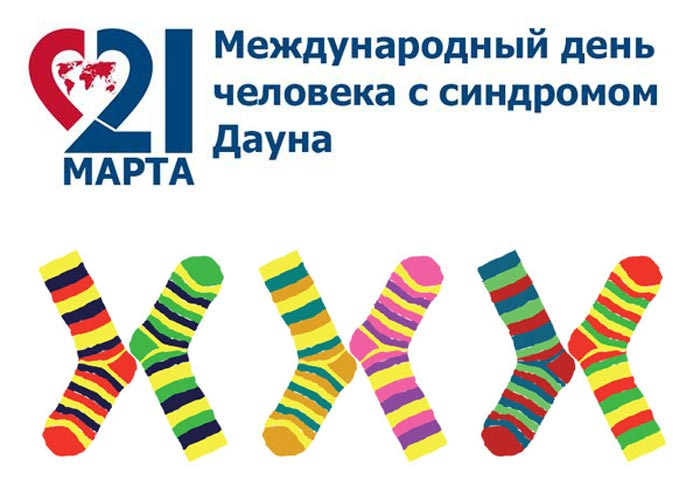 21
МАРТА
Международный день
человека с синдромом
Дауна